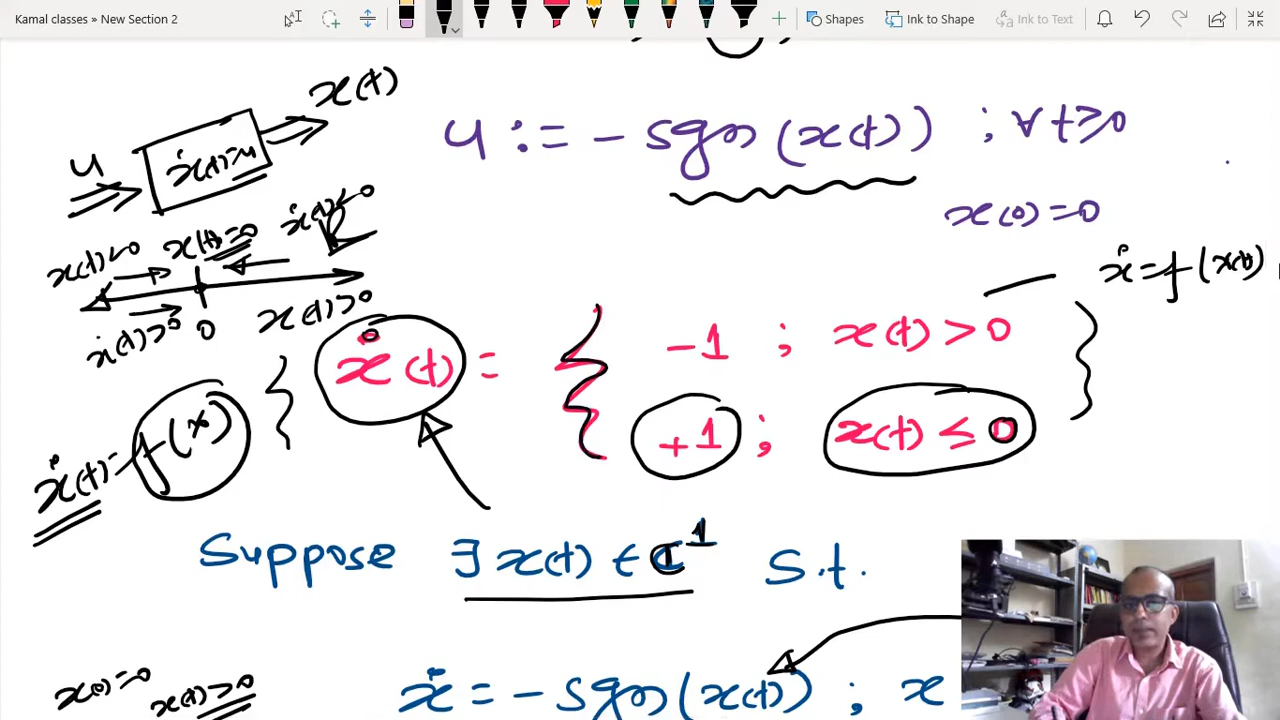 Kamal classes » New Section 2
Shapes
Ink to Shape
Ink to Text
x(t)
u
ẋ(t)=u
u := - sgn (x(t)) ; ∀ t≥0
x(0)=0
x(t)<0
x(t)=0
ẋ(t)<0
ẋ(t)>0
0
x(t)>0
ẋ=f(x(t)
ẋ(t) = { -1 ; x(t) > 0
+1 ; x(t) ≤ 0
ẋ(t)=f(x)
Suppose ∃ x(t) ∈ C¹ S.t.
x(0)=0
x(t)>0
ẋ = - sgn(x(t)) ; x